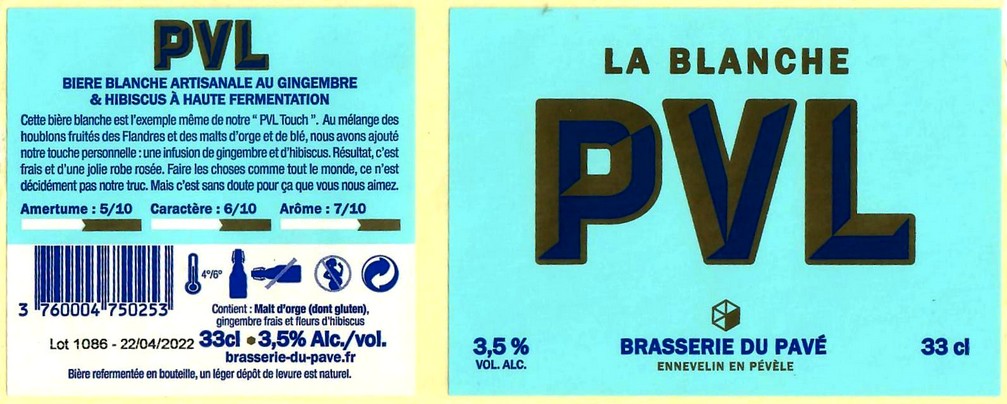 PVL
BIERE BLANCHE ARTISANALE AU GINGEMBRE
& HIBISCUS À HAUTE FERMENTATION
Cette bière blanche est l'exemple même de notre “ PVL Touch ”. Au mélange des
houblons fruités des Flandres et des malts d'orge et de blé, nous avons ajouté
notre touche personnelle : une infusion de gingembre et d'hibiscus. Résultat, c'est
frais et d'une jolie robe rosée. Faire les choses comme tout le monde, ce n'est
décidément pas notre truc. Mais c'est sans doute pour ça que vous nous aimez.
Amertume : 5/10 Caractère : 6/10 Arôme : 7/10
4°/6°
3 760004 750253
Contient : Malt d'orge (dont gluten),
gingembre frais et fleurs d'hibiscus
Lot 1086 - 22/04/2022 33cl • 3,5% Alc./vol.
brasserie-du-pave.fr
Bière refermentée en bouteille, un léger dépôt de levure est naturel.
LA BLANCHE
PVL
3,5 %
VOL. ALC.
BRASSERIE DU PAVÉ
ENNEVELIN EN PÉVÈLE
33 cl